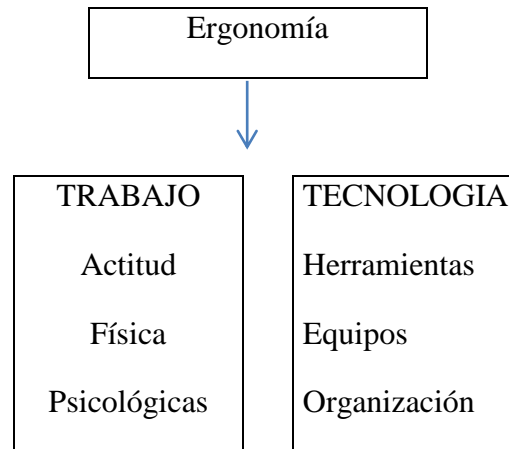 Ergonomía
TRABAJO
Actitud
Física
Psicológicas
TECNOLOGIA
Herramientas
Equipos
Organización